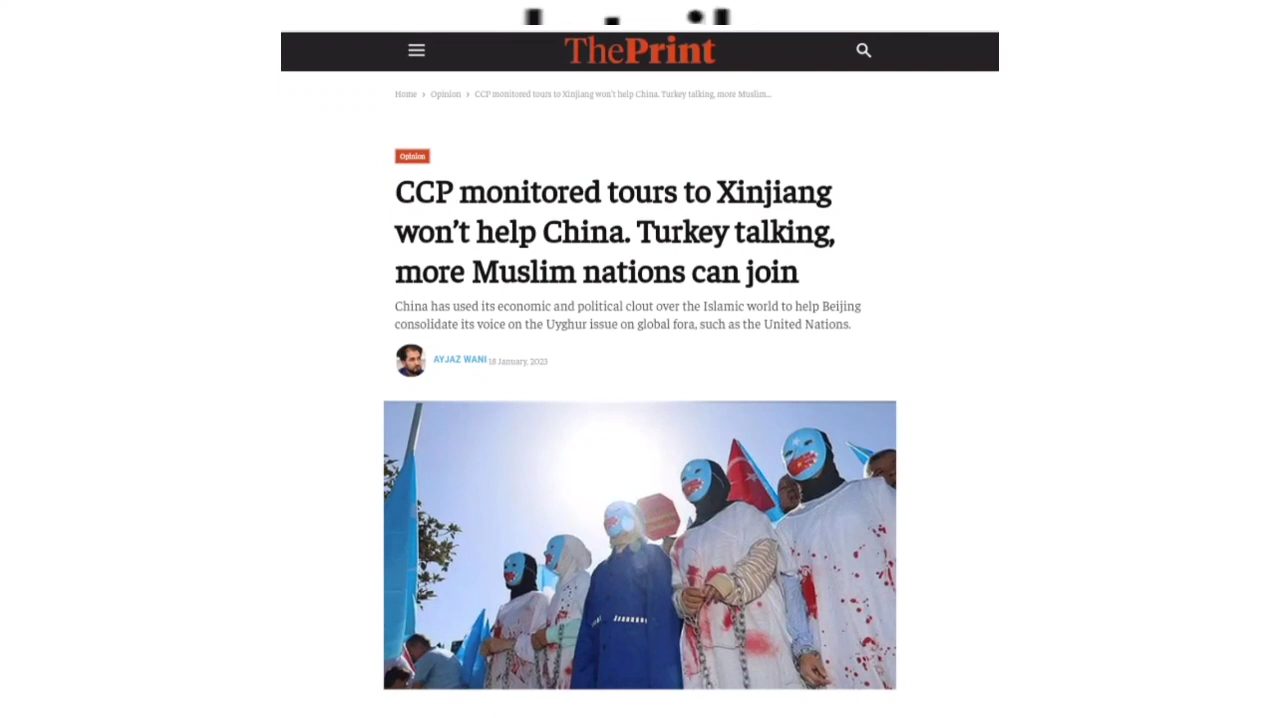 ThePrint
Home › Opinion › CCP monitored tours to Xinjiang won't help China. Turkey talking, more Muslim...
Opinion
CCP monitored tours to Xinjiang
won't help China. Turkey talking,
more Muslim nations can join
China has used its economic and political clout over the Islamic world to help Beijing
consolidate its voice on the Uyghur issue on global fora, such as the United Nations.
AYJAZ WANI 18 January, 2023